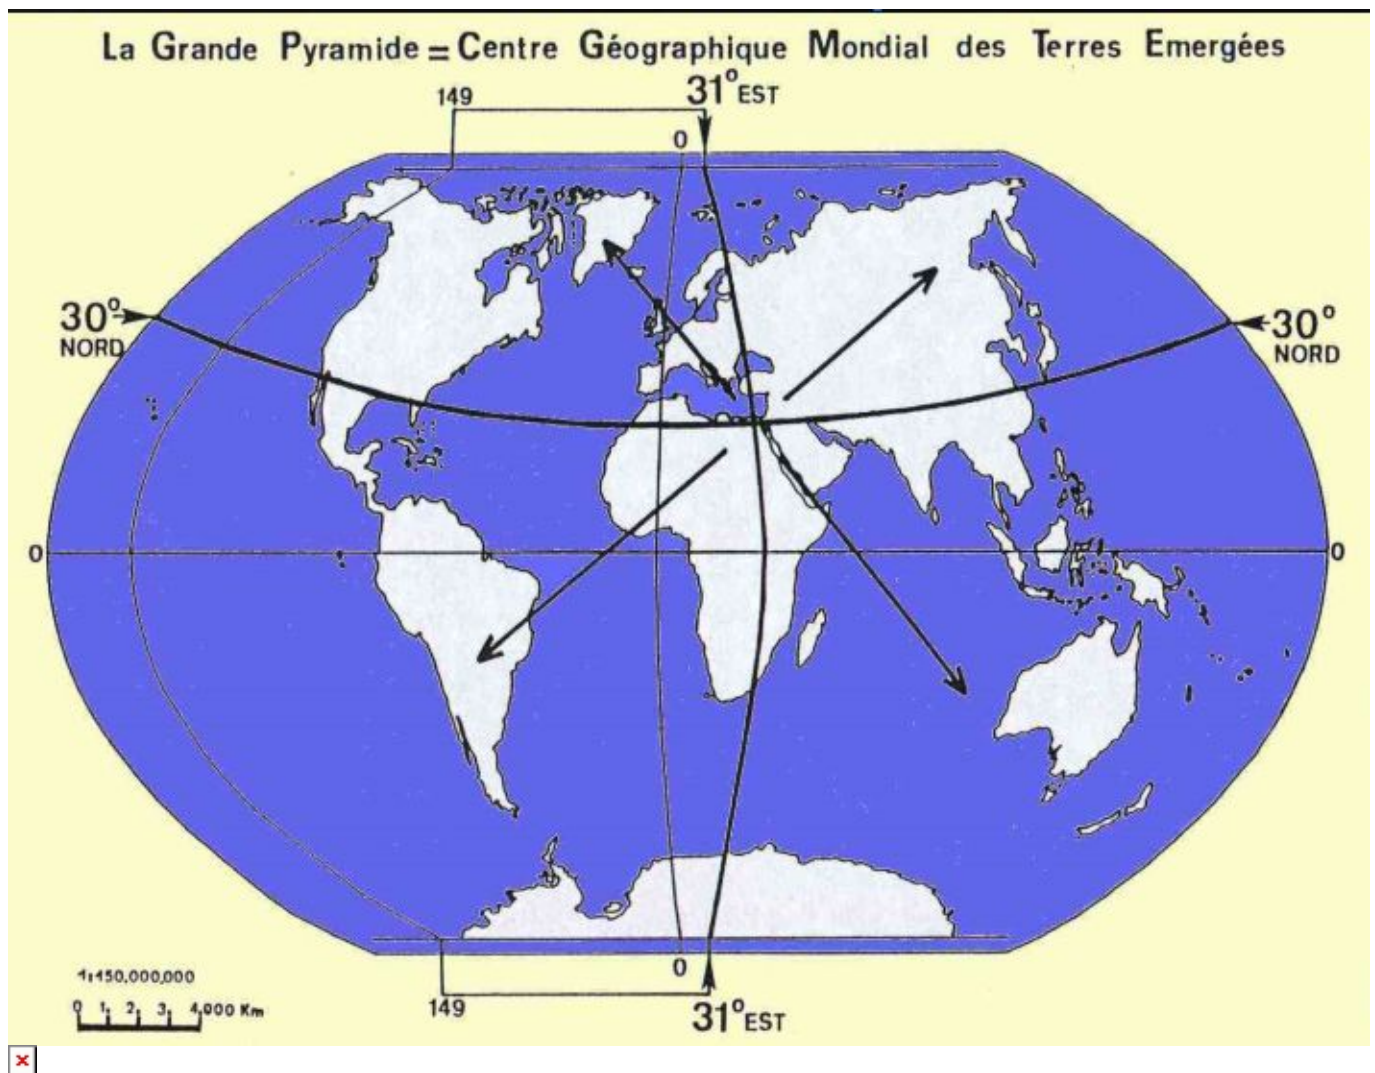 La Grande Pyramide = Centre Géographique Mondial des Terres Emergées
149
31° EST
0
30° NORD
30° NORD
0
0
0
149
31° EST
1:150,000,000
0 1 2 3 4,000 Km